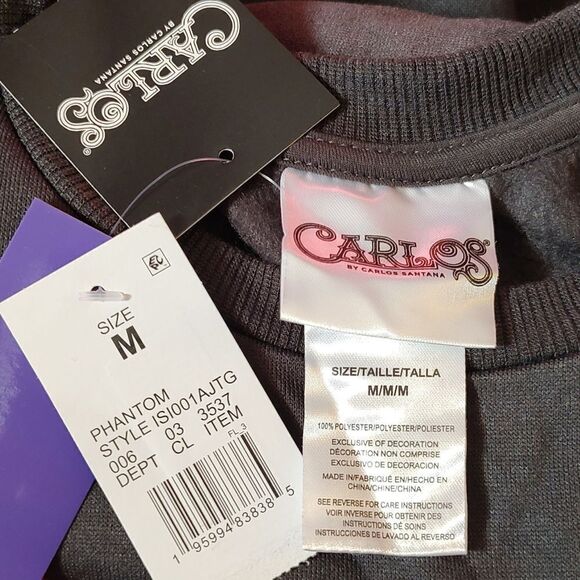 CARLOS®
BY CARLOS SANTANA
SIZE
M
PHANTOM
STYLE ISI001AJTG
006 03 3537
DEPT CL ITEM
FL 3
1 95994 83838 5
CARLOS®
BY CARLOS SANTANA
SIZE/TAILLE/TALLA
M/M/M
100% POLYESTER/POLYESTER/POLIESTER
EXCLUSIVE OF DECORATION
DÉCORATION NON COMPRISE
EXCLUSIVO DE DECORACION
MADE IN/FABRIQUÉ EN/HECHO EN
CHINA/CHINE/CHINA
SEE REVERSE FOR CARE INSTRUCTIONS
VOIR INVERSE POUR OBTENIR DES
INSTRUCTIONS DE SOINS
INSTRUCCIONES DE LAVADO AL REVERSO